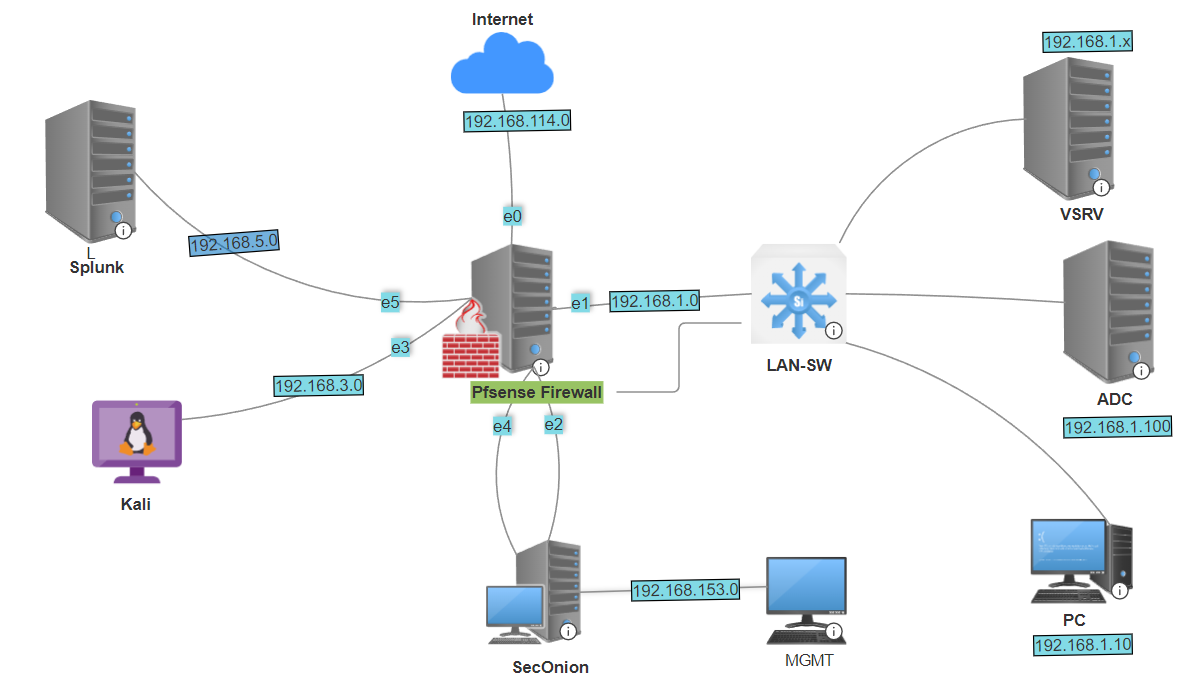 Internet
192.168.1.x
192.168.114.0
VSRV
L
Splunk
192.168.5.0
e0
e5
e1
192.168.1.0
Si
LAN-SW
e3
192.168.3.0
Pfsense Firewall
ADC
192.168.1.100
e4
e2
Kali
192.168.153.0
PC
192.168.1.10
SecOnion
MGMT